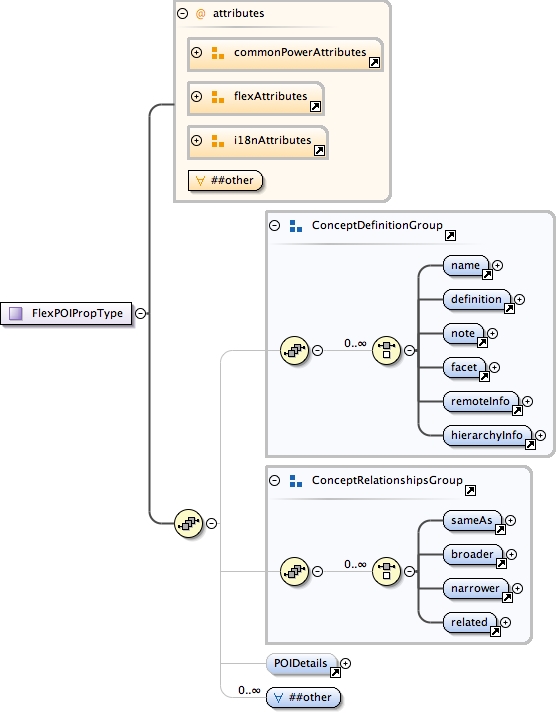 attributes
commonPowerAttributes
flexAttributes
i18nAttributes
##other
ConceptDefinitionGroup
name
definition
0..∞
note
facet
remoteInfo
hierarchyInfo
FlexPOIPropType
ConceptRelationshipsGroup
sameAs
broader
0..∞
narrower
related
POIDetails
0..∞
##other